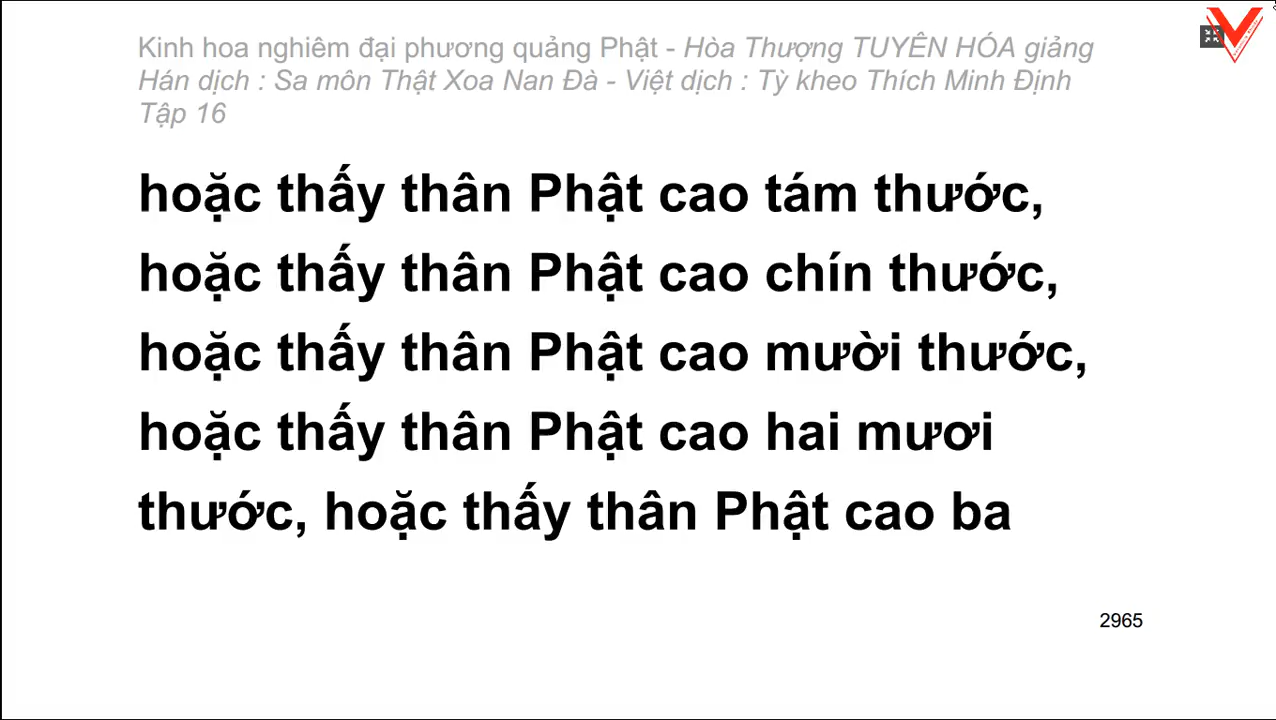 Kinh hoa nghiêm đại phương quảng Phật - Hòa Thượng TUYÊN HÓA giảng
Hán dịch : Sa môn Thật Xoa Nan Đà - Việt dịch : Tỳ kheo Thích Minh Định
Tập 16
hoặc thấy thân Phật cao tám thước,
hoặc thấy thân Phật cao chín thước,
hoặc thấy thân Phật cao mười thước,
hoặc thấy thân Phật cao hai mươi
thước, hoặc thấy thân Phật cao ba
2965